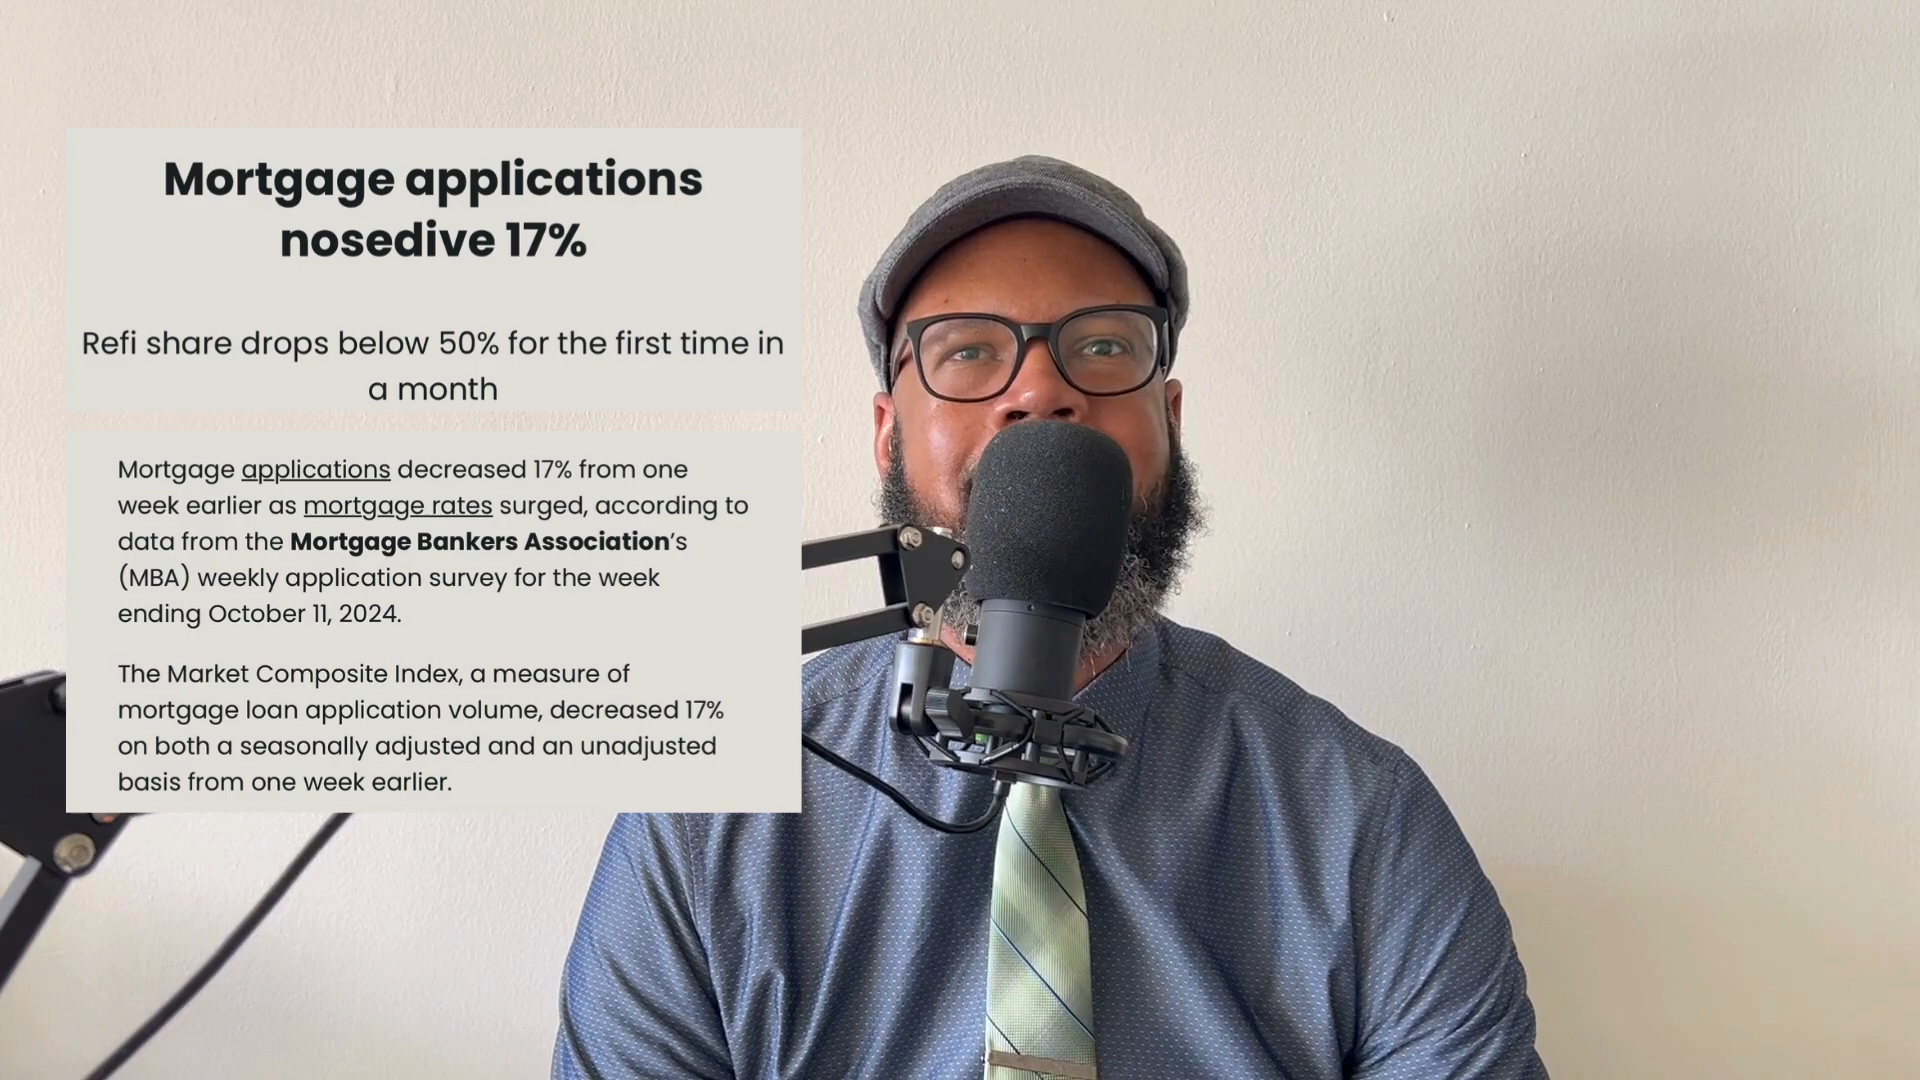 Mortgage applications
nosedive 17%
Refi share drops below 50% for the first time in
a month
Mortgage applications decreased 17% from one
week earlier as mortgage rates surged, according to
data from the Mortgage Bankers Association's
(MBA) weekly application survey for the week
ending October 11, 2024.
The Market Composite Index, a measure of
mortgage loan application volume, decreased 17%
on both a seasonally adjusted and an unadjusted
basis from one week earlier.